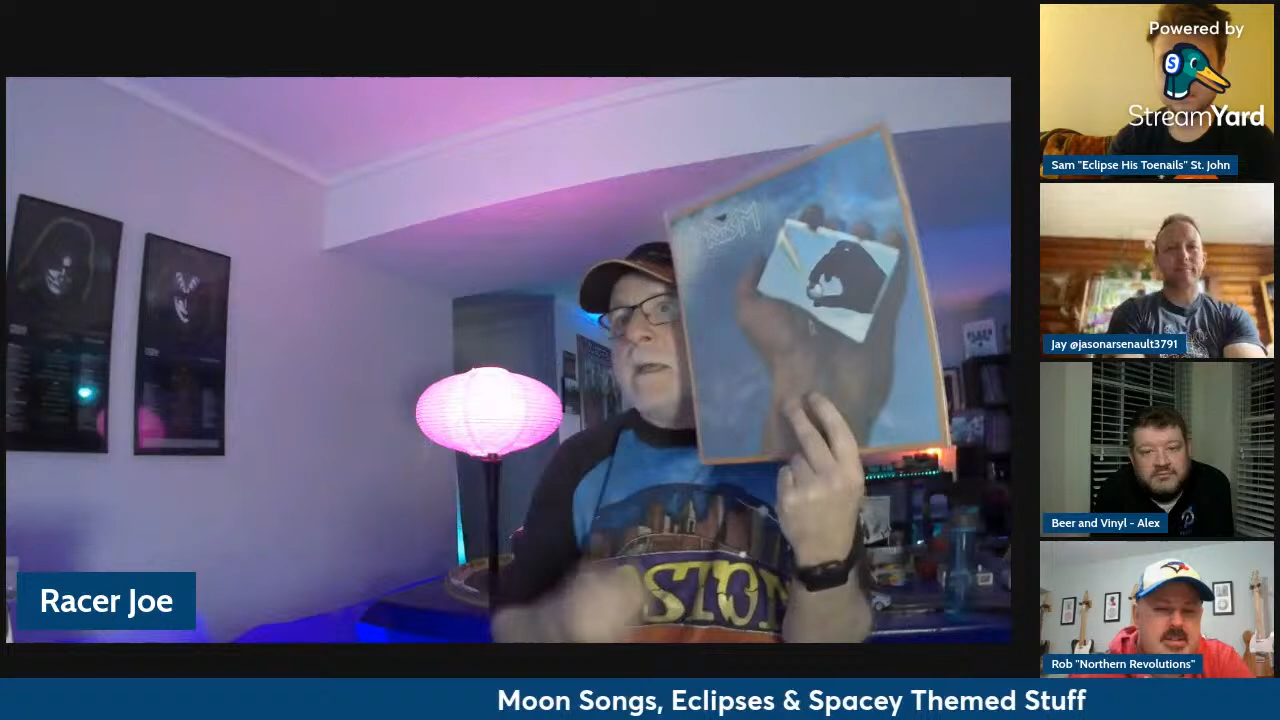 Powered by
StreamYard
Sam "Eclipse His Toenails" St. John
PRISM
Jay @jasonarsenault3791
Beer and Vinyl - Alex
Racer Joe
Rob "Northern Revolutions"
Moon Songs, Eclipses & Spacey Themed Stuff